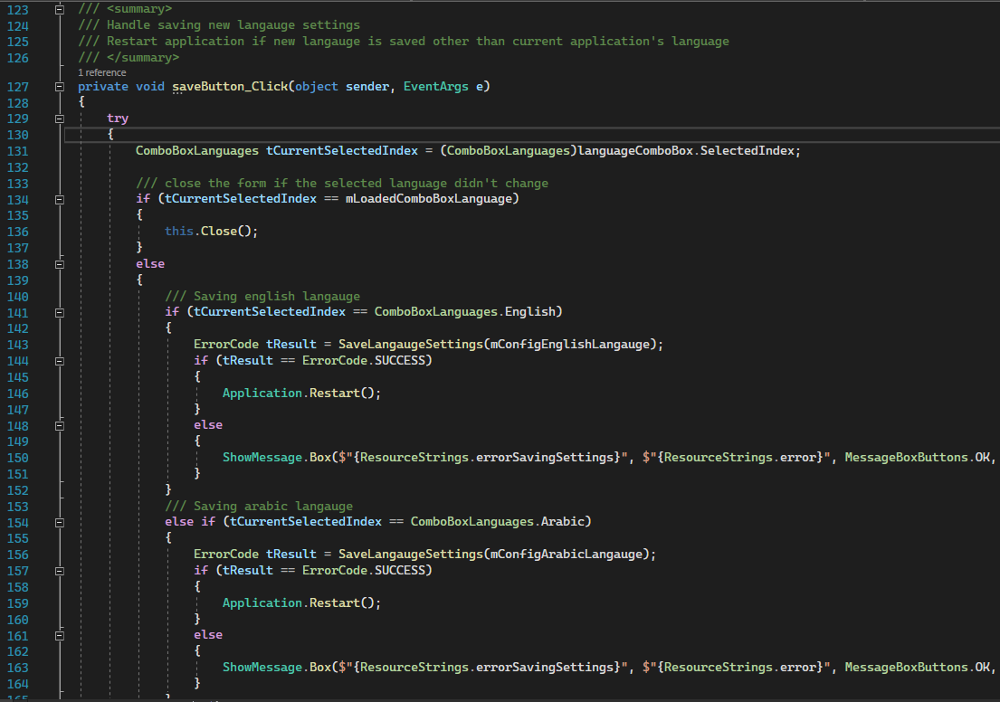 123 /// <summary>
124 /// Handle saving new langauge settings
125 /// Restart application if new langauge is saved other than current application's language
126 /// </summary>
1 reference
127 private void saveButton_Click(object sender, EventArgs e)
128 {
129 try
130 {
131 ComboBoxLanguages tCurrentSelectedIndex = (ComboBoxLanguages)languageComboBox.SelectedIndex;
132
133 /// close the form if the selected language didn't change
134 if (tCurrentSelectedIndex == mLoadedComboBoxLanguage)
135 {
136 this.Close();
137 }
138 else
139 {
140 /// Saving english langauge
141 if (tCurrentSelectedIndex == ComboBoxLanguages.English)
142 {
143 ErrorCode tResult = SaveLangaugeSettings(mConfigEnglishLangauge);
144 if (tResult == ErrorCode.SUCCESS)
145 {
146 Application.Restart();
147 }
148 else
149 {
150 ShowMessage.Box($"{ResourceStrings.errorSavingSettings}", $"{ResourceStrings.error}", MessageBoxButtons.OK,
151 }
152 }
153 /// Saving arabic langauge
154 else if (tCurrentSelectedIndex == ComboBoxLanguages.Arabic)
155 {
156 ErrorCode tResult = SaveLangaugeSettings(mConfigArabicLangauge);
157 if (tResult == ErrorCode.SUCCESS)
158 {
159 Application.Restart();
160 }
161 else
162 {
163 ShowMessage.Box($"{ResourceStrings.errorSavingSettings}", $"{ResourceStrings.error}", MessageBoxButtons.OK,
164 }
165 }